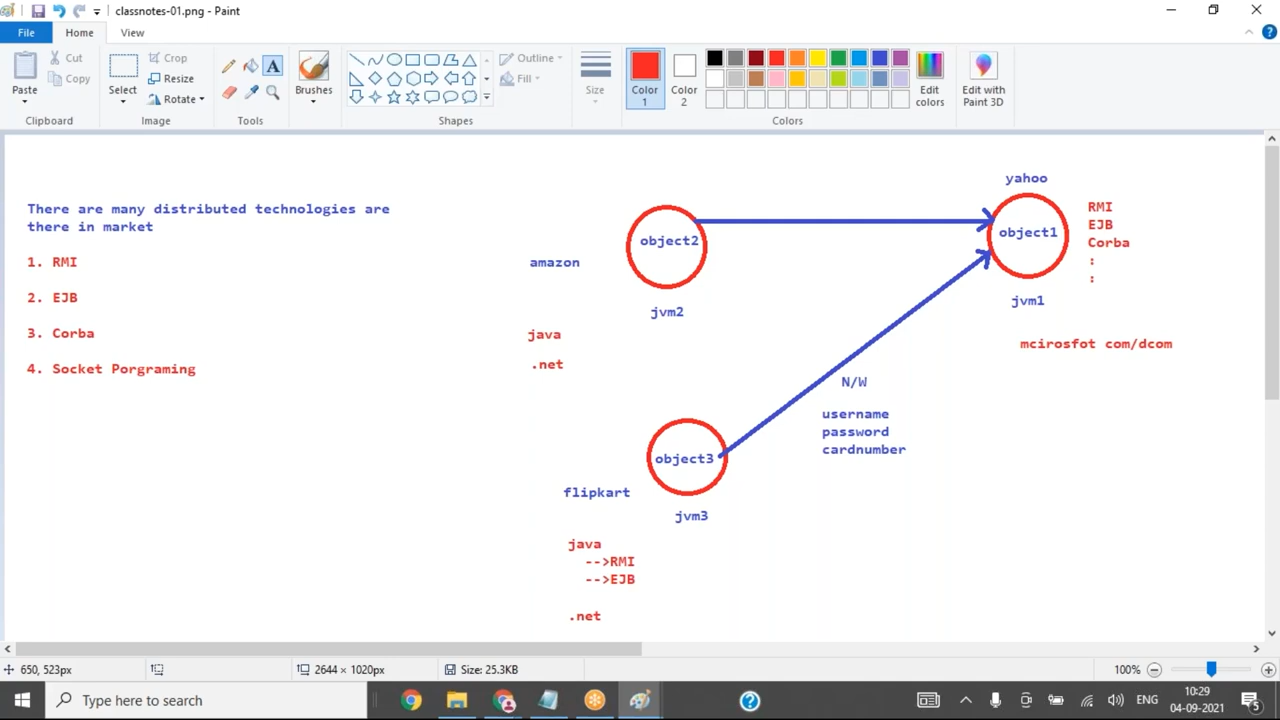 classnotes-01.png - Paint
File
Home
View
Paste
Cut
Copy
Clipboard
Select
Crop
Resize
Rotate
Image
A
Tools
Brushes
Shapes
Outline
Fill
Size
Color 1
Color 2
Colors
Edit colors
Edit with Paint 3D
There are many distributed technologies are
there in market
1. RMI
2. EJB
3. Corba
4. Socket Porgraming
amazon
object2
jvm2
java
.net
yahoo
object1
jvm1
RMI
EJB
Corba
:
:
mcirosfot com/dcom
N/W
username
password
cardnumber
object3
flipkart
jvm3
java
-->RMI
-->EJB
.net
650, 523px
2644 × 1020px
Size: 25.3KB
100%
Type here to search
ENG
10:29
04-09-2021
5